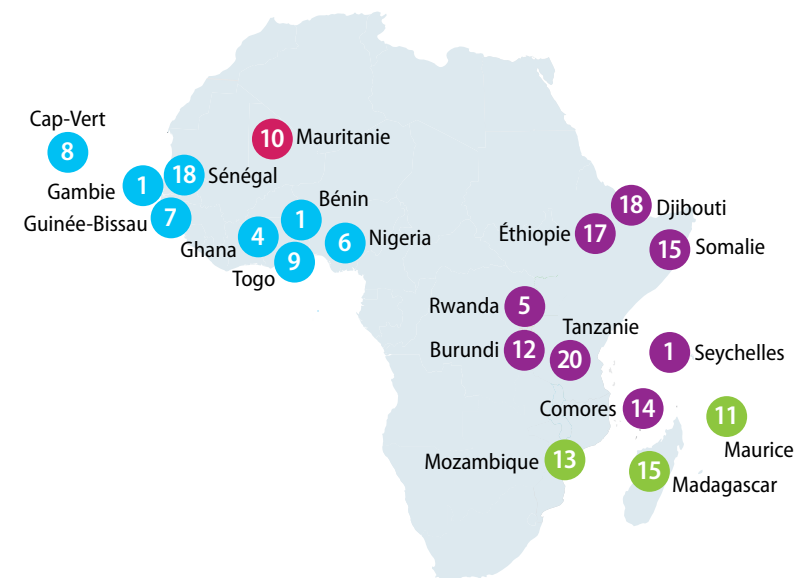 Cap-Vert
8
10 Mauritanie
Gambie 1
18 Sénégal
Guinée-Bissau 7
Bénin
1
Ghana 4
6 Nigeria
Togo 9
18 Djibouti
Éthiopie 17
15 Somalie
Rwanda 5
Tanzanie
20
Burundi 12
1 Seychelles
Comores 14
11
Maurice
Mozambique 13
15
Madagascar